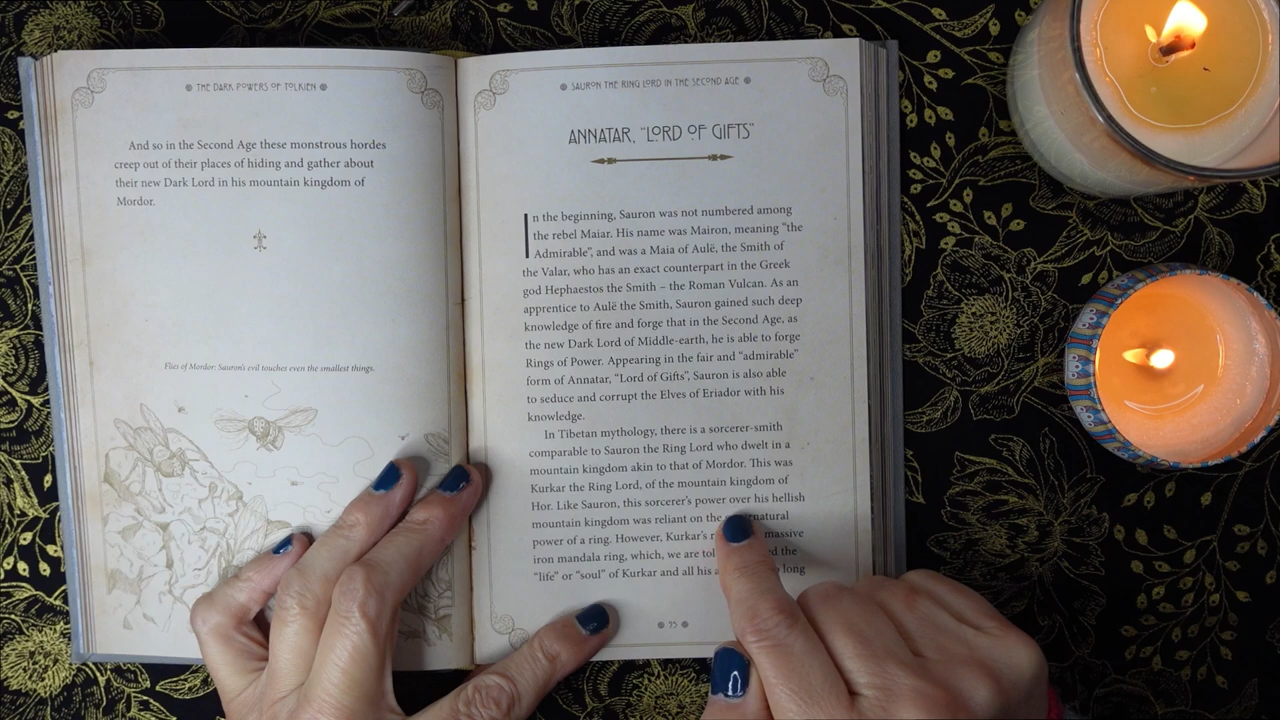 THE DARK POWERS OF TOLKIEN
And so in the Second Age these monstrous hordes
creep out of their places of hiding and gather about
their new Dark Lord in his mountain kingdom of
Mordor.
Flies of Mordor: Sauron's evil touches even the smallest things.
SAURON THE RING LORD IN THE SECOND AGE
ANNATAR, "LORD OF GIFTS"
In the beginning, Sauron was not numbered among
the rebel Maiar. His name was Mairon, meaning "the
Admirable", and was a Maia of Aulë, the Smith of
the Valar, who has an exact counterpart in the Greek
god Hephaestos the Smith – the Roman Vulcan. As an
apprentice to Aulë the Smith, Sauron gained such deep
knowledge of fire and forge that in the Second Age, as
the new Dark Lord of Middle-earth, he is able to forge
Rings of Power. Appearing in the fair and "admirable"
form of Annatar, "Lord of Gifts", Sauron is also able
to seduce and corrupt the Elves of Eriador with his
knowledge.
In Tibetan mythology, there is a sorcerer-smith
comparable to Sauron the Ring Lord who dwelt in a
mountain kingdom akin to that of Mordor. This was
Kurkar the Ring Lord, of the mountain kingdom of
Hor. Like Sauron, this sorcerer's power over his hellish
mountain kingdom was reliant on the
power of a ring. However, Kurkar's massive
iron mandala ring, which, we are the
"life" or "soul" of Kurkar and all his long